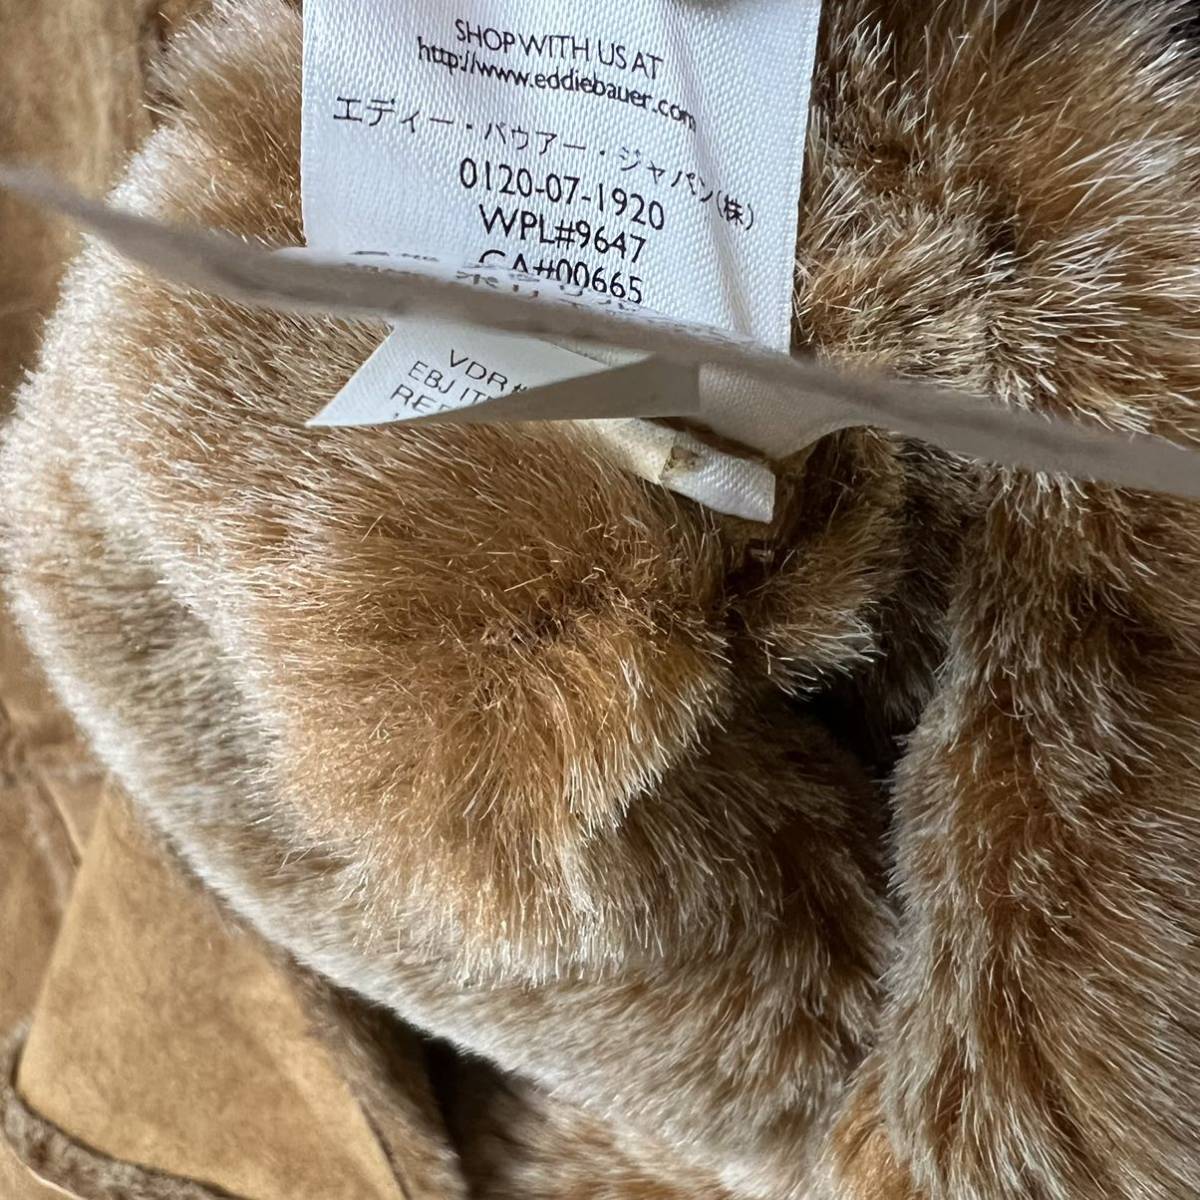 SHOP WITH US AT
http://www.eddiebauer.com
エディー・バウアー・ジャパン(株)
0120-07-1920
WPL#9647
CA#00665
VDR#
EBJ